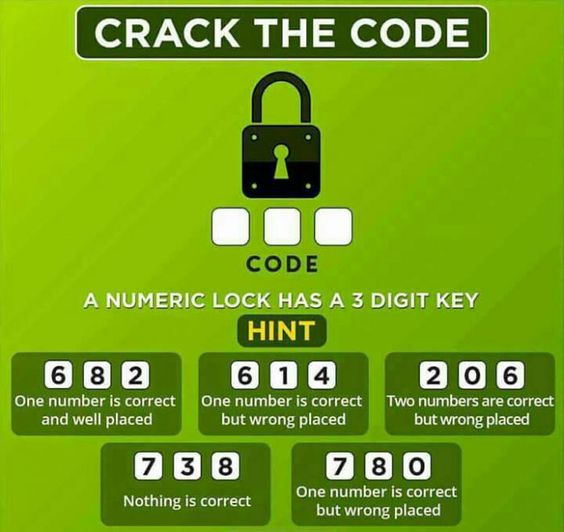 CRACK THE CODE
CODE
A NUMERIC LOCK HAS A 3 DIGIT KEY
HINT
6 8 2
One number is correct
and well placed
6 1 4
One number is correct
but wrong placed
2 0 6
Two numbers are correct
but wrong placed
7 3 8
Nothing is correct
7 8 0
One number is correct
but wrong placed